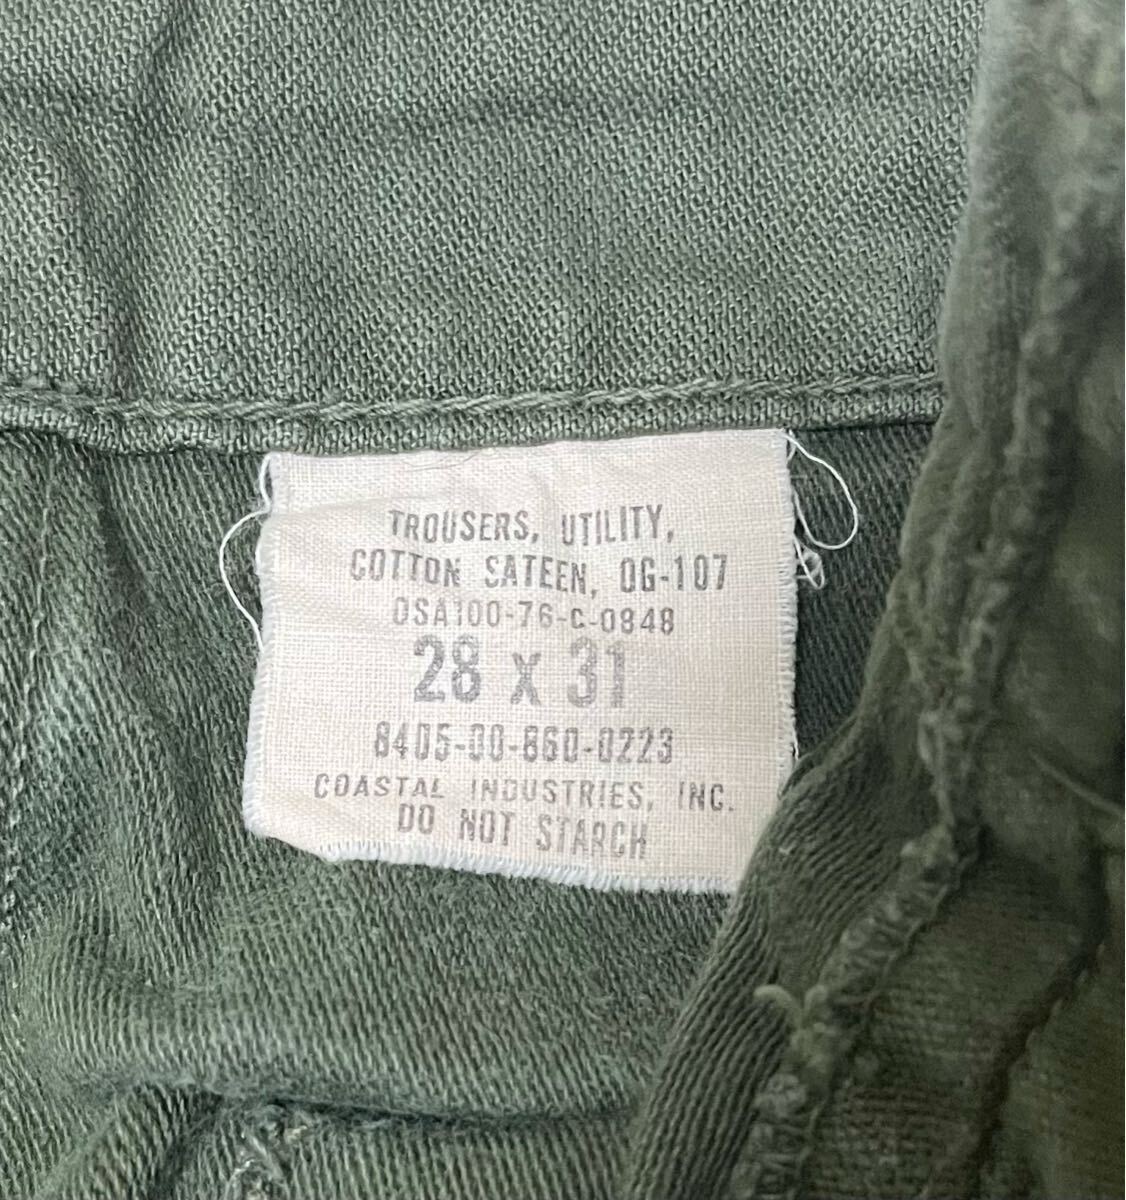 TROUSERS, UTILITY,
COTTON SATEEN, OG-107
DSA100-76-C-0848
28 X 31
8405-00-860-0223
COASTAL INDUSTRIES, INC.
DO NOT STARCH